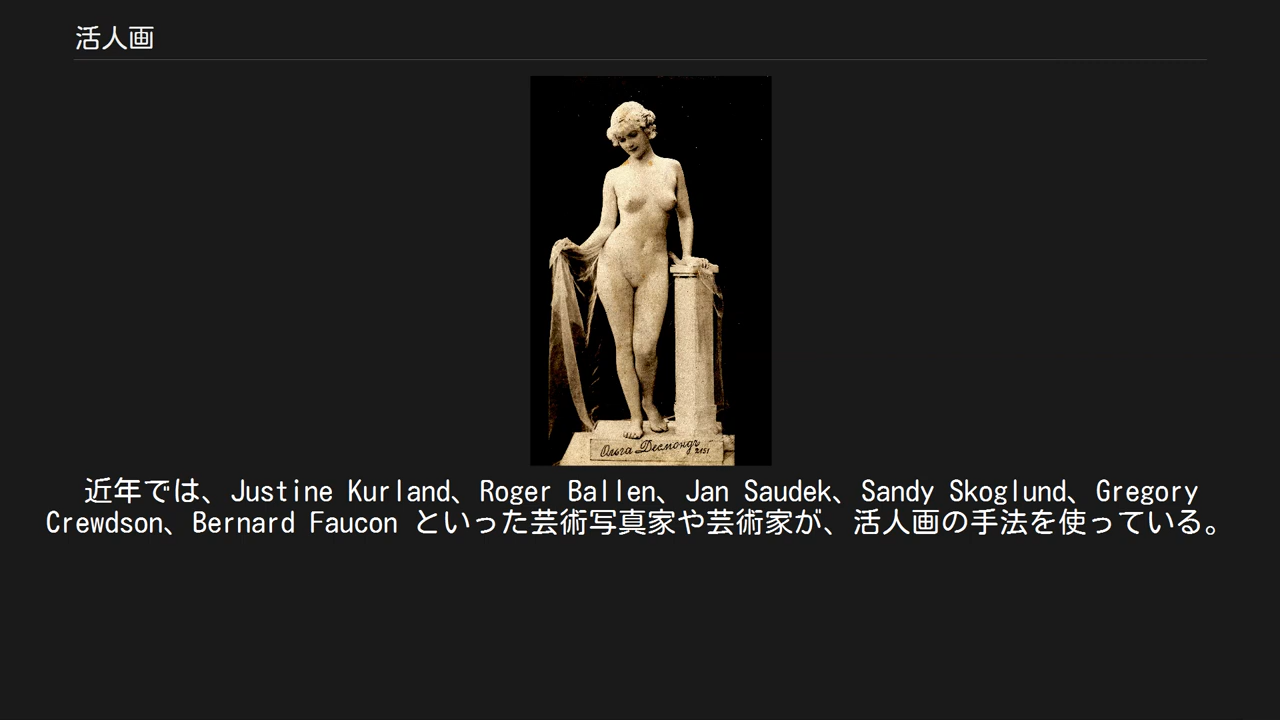 活人画
Ольга Десмондъ
2151
近年では、Justine Kurland、Roger Ballen、Jan Saudek、Sandy Skoglund、Gregory
Crewdson、Bernard Faucon といった芸術写真家や芸術家が、活人画の手法を使っている。